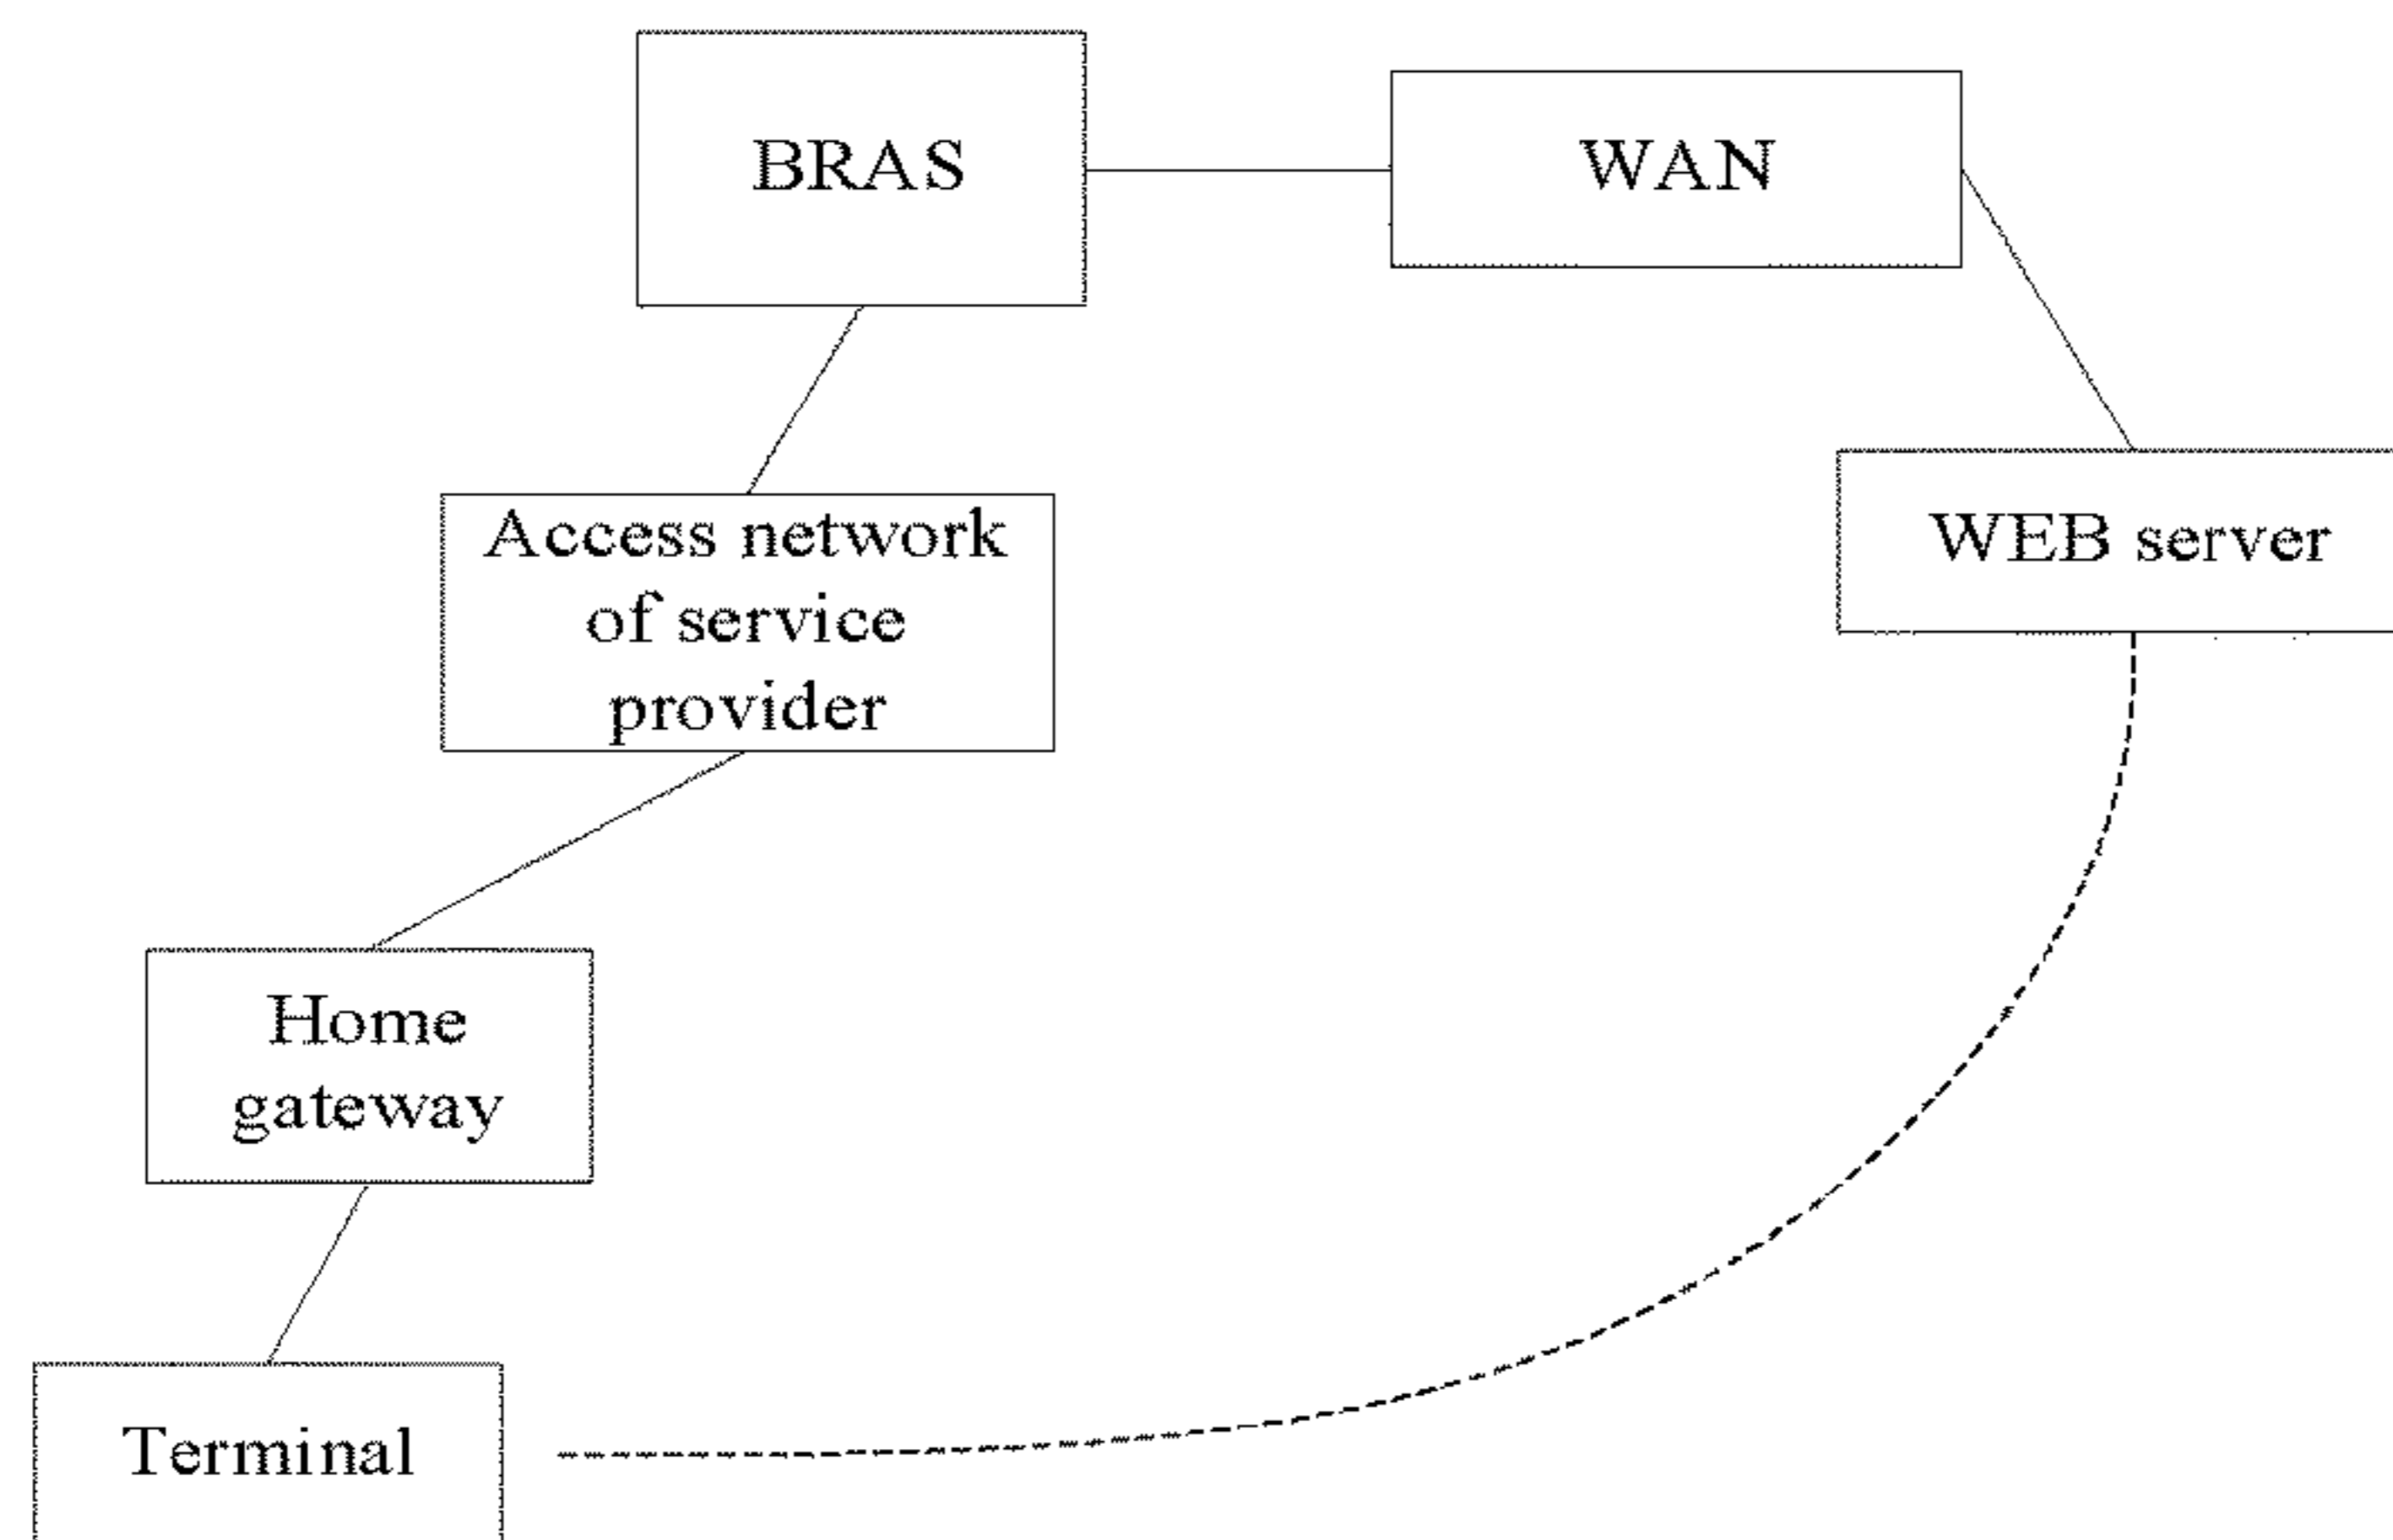 BRAS
WAN
Access network
of service
provider
WEB server
Home
gateway
Terminal